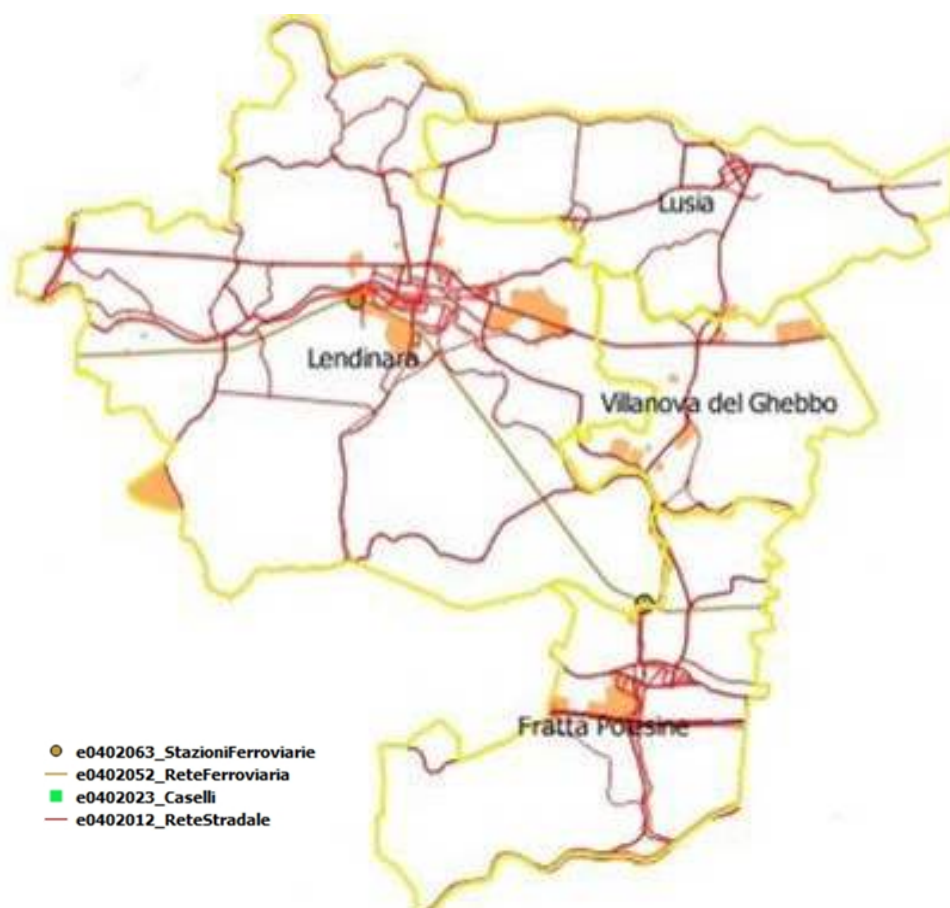 Lusia
Lendinara
Villanova del Ghebbo
Fratta Polesine
e0402063_StazioniFerroviarie
e0402052_ReteFerroviaria
e0402023_Caselli
e0402012_ReteStradale